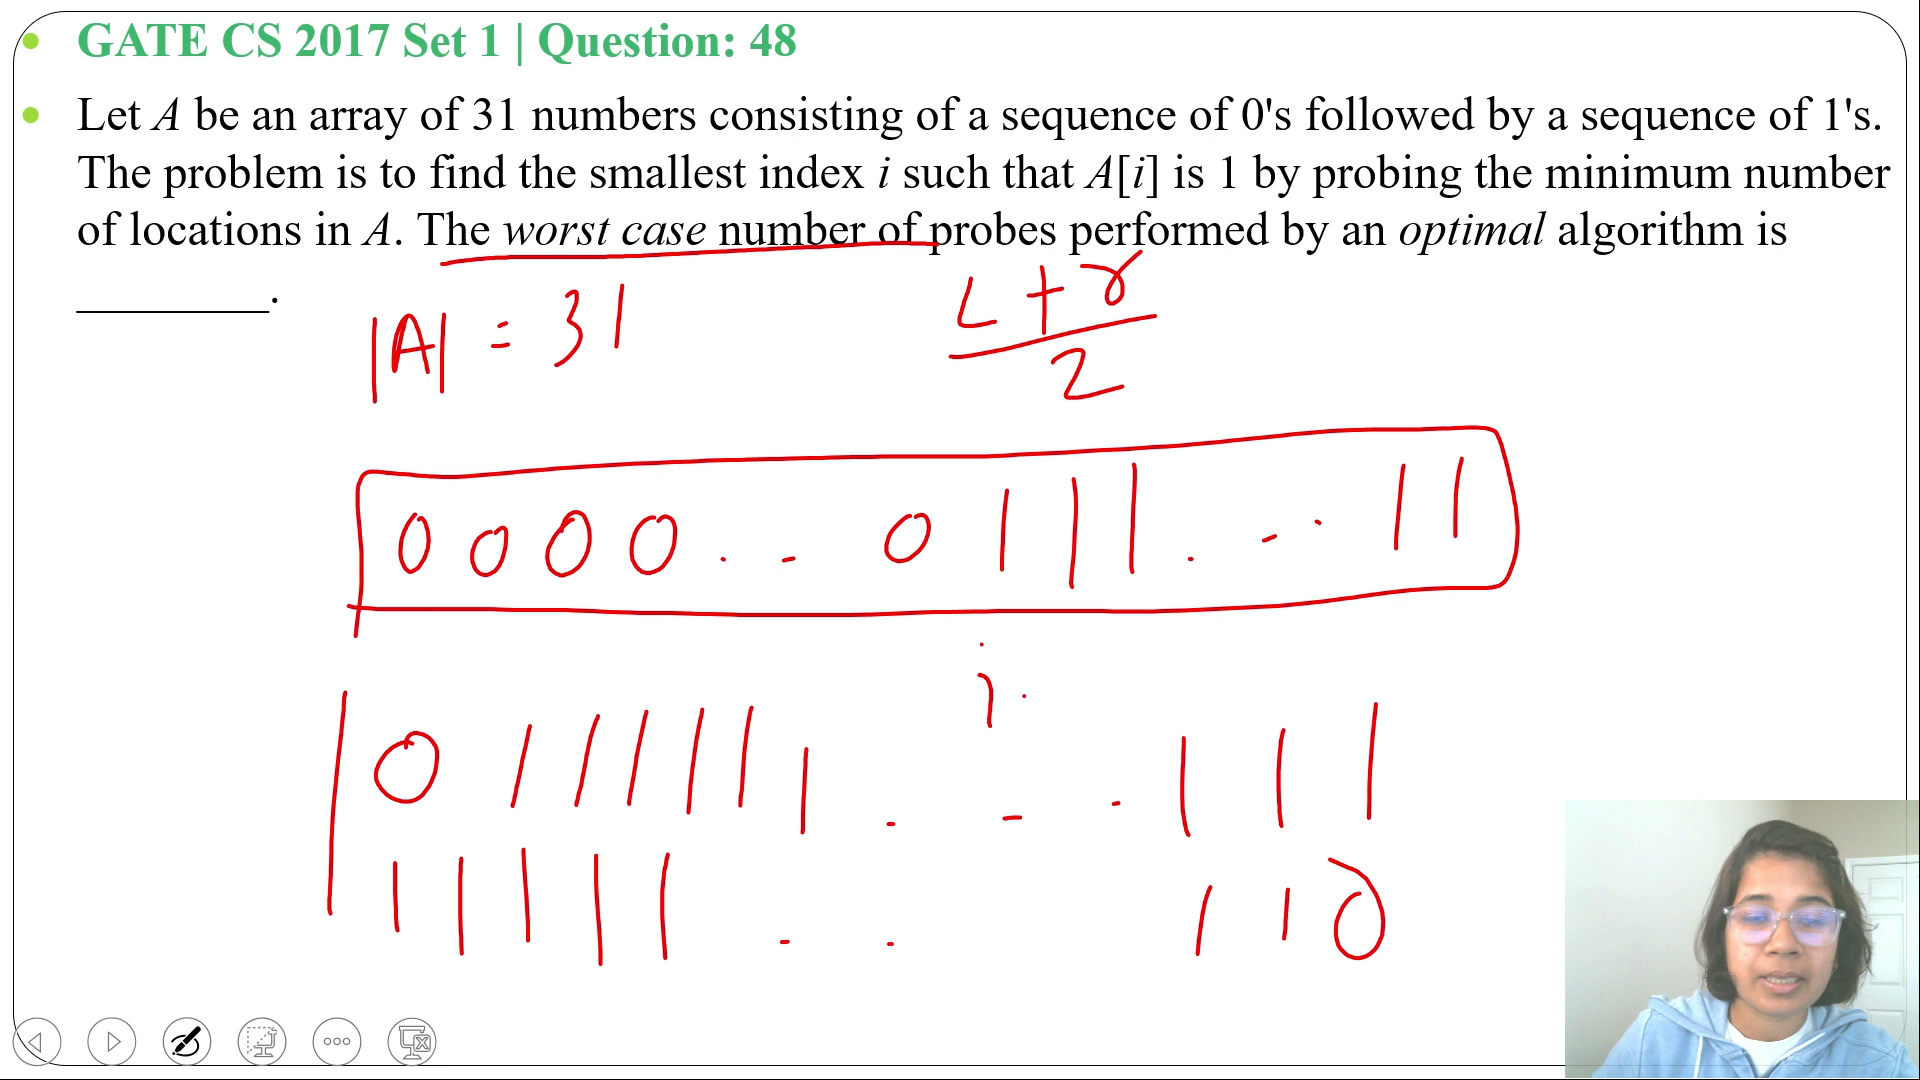 GATE CS 2017 Set 1 | Question: 48
Let A be an array of 31 numbers consisting of a sequence of 0's followed by a sequence of 1's.
The problem is to find the smallest index i such that A[i] is 1 by probing the minimum number
of locations in A. The worst case number of probes performed by an optimal algorithm is
__________.
|A| = 31
L + r
2
0 0 0 0 . . 0 1 1 1 . . . 1 1
i
0 1 1 1 1 1 1 . . . 1 1 1
1 1 1 1 1 . . 1 1 0